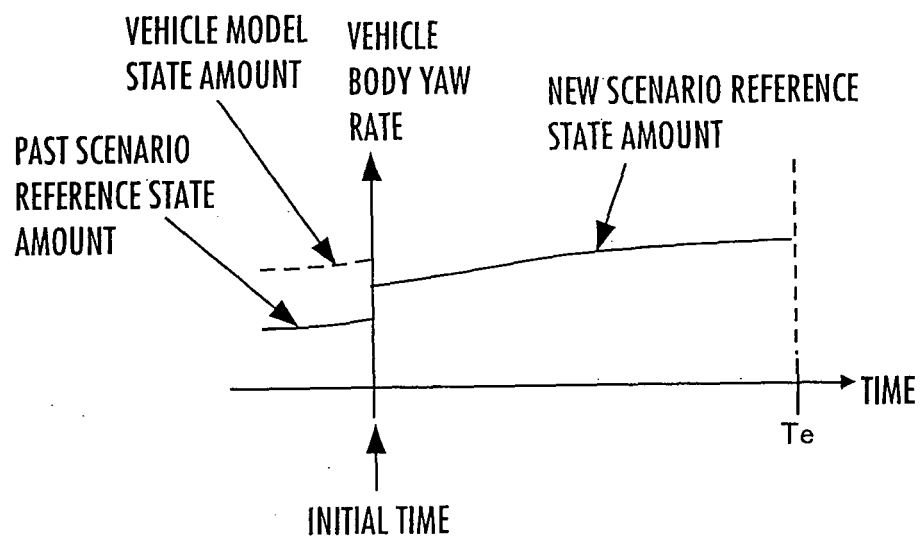 VEHICLE MODEL
STATE AMOUNT
VEHICLE
BODY YAW
RATE
NEW SCENARIO REFERENCE
STATE AMOUNT
PAST SCENARIO
REFERENCE STATE
AMOUNT
TIME
Te
INITIAL TIME